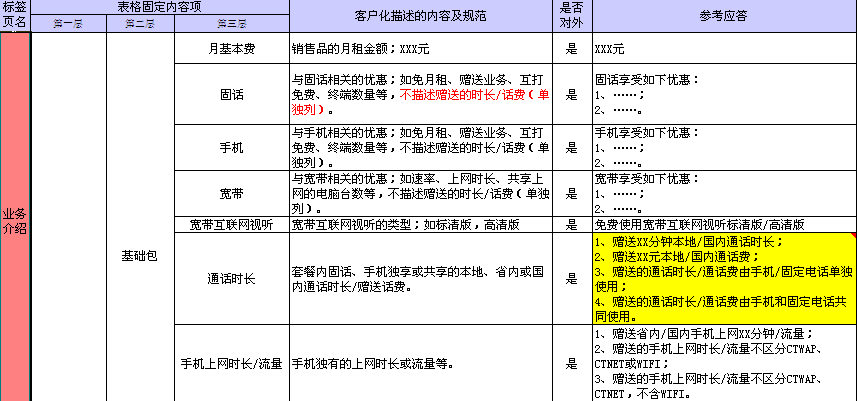 标签页名 表格固定内容项 客户化描述的内容及规范 是否对外 参考应答
第一层 第二层 第三层
业务介绍
基础包
月基本费 销售品的月租金额；XXX元 是 XXX元
固话 与固话相关的优惠；如免月租、赠送业务、互打
免费、终端数量等，不描述赠送的时长/话费（单
独列）。
是
固话享受如下优惠：
1、……；
2、……。
手机 与手机相关的优惠；如免月租、赠送业务、互打
免费、终端数量等，不描述赠送的时长/话费（单
独列）。
是
手机享受如下优惠：
1、……；
2、……。
宽带 与宽带相关的优惠；如速率、上网时长、共享上
网的电脑台数等，不描述赠送的时长/话费（单独
列）。
是
宽带享受如下优惠：
1、……；
2、……。
宽带互联网视听 宽带互联网视听的类型；如标清版，高清版 是 免费使用宽带互联网视听标清版/高清版
通话时长 套餐内固话、手机独享或共享的本地、省内或国
内通话时长/赠送话费。
是
1、赠送XX分钟本地/国内通话时长；
2、赠送XX元本地/国内通话费；
3、赠送的通话时长/通话费由手机/固定电话单独
使用；
4、赠送的通话时长/通话费由手机和固定电话共
同使用。
手机上网时长/流量 手机独有的上网时长或流量等。 是
1、赠送省内/国内手机上网XX分钟/流量；
2、赠送的手机上网时长/流量不区分CTWAP、
CTNET或WIFI；
3、赠送的手机上网时长/流量不区分CTWAP、
CTNET，不含WIFI。